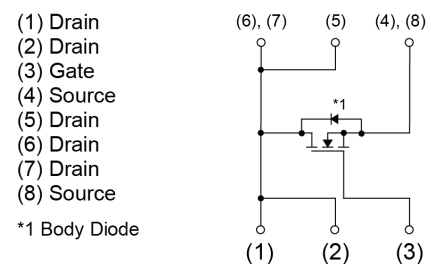 (1) Drain
(2) Drain
(3) Gate
(4) Source
(5) Drain
(6) Drain
(7) Drain
(8) Source
*1 Body Diode
(6), (7) (5) (4), (8)
*1
(1) (2) (3)